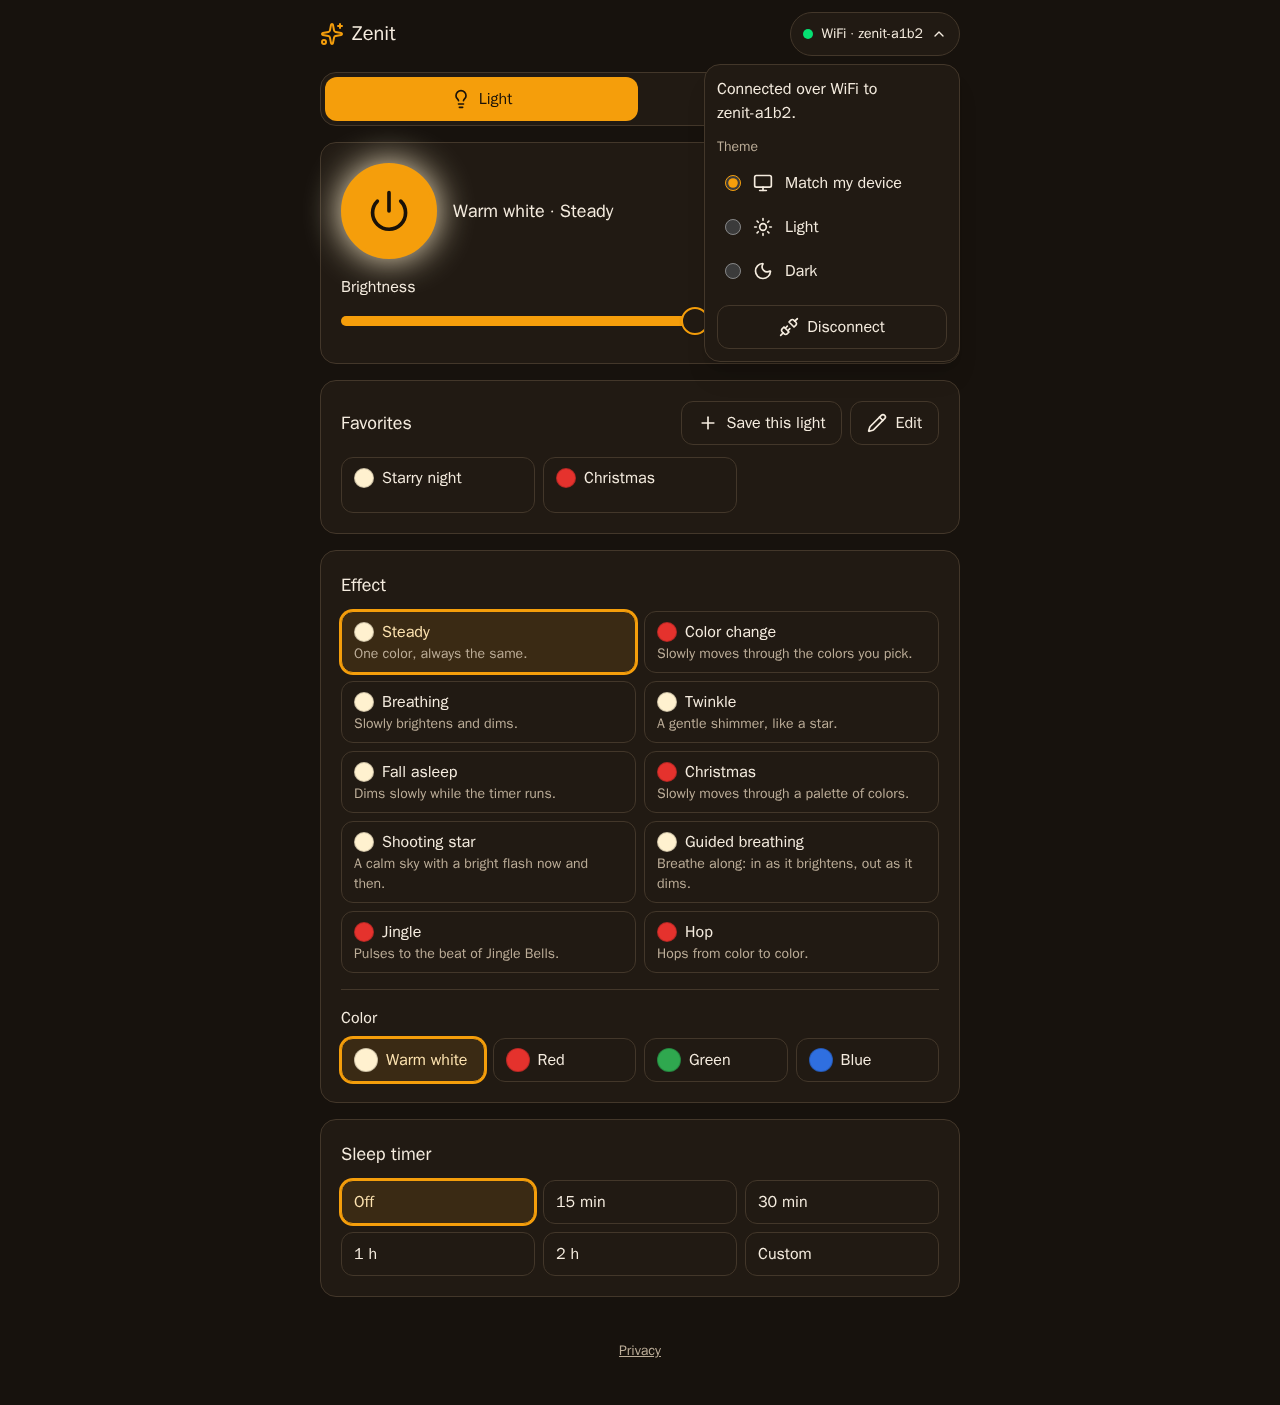 Zenit
WiFi · zenit-a1b2
Light
Connected over WiFi to
zenit-a1b2.
Theme
Match my device
Light
Dark
Disconnect
Warm white · Steady
Brightness
Favorites
Save this light
Edit
Starry night
Christmas
Effect
Steady
One color, always the same.
Color change
Slowly moves through the colors you pick.
Breathing
Slowly brightens and dims.
Twinkle
A gentle shimmer, like a star.
Fall asleep
Dims slowly while the timer runs.
Christmas
Slowly moves through a palette of colors.
Shooting star
A calm sky with a bright flash now and
then.
Guided breathing
Breathe along: in as it brightens, out as it
dims.
Jingle
Pulses to the beat of Jingle Bells.
Hop
Hops from color to color.
Color
Warm white
Red
Green
Blue
Sleep timer
Off
15 min
30 min
1 h
2 h
Custom
Privacy